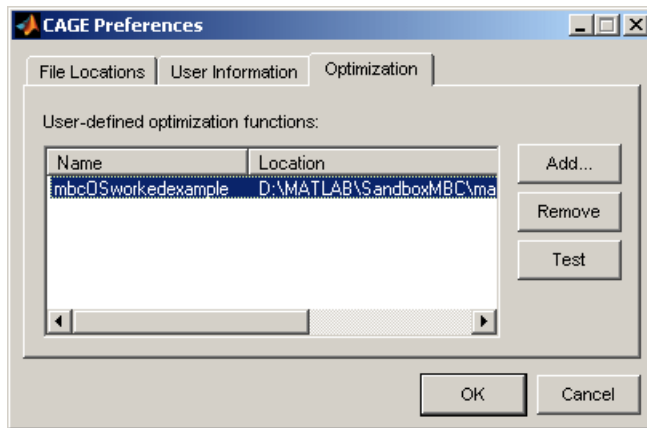 CAGE Preferences
File Locations User Information Optimization
User-defined optimization functions:
Name Location
mbcOSworkedexample D:\MATLAB\SandboxMBC\ma
Add...
Remove
Test
OK Cancel